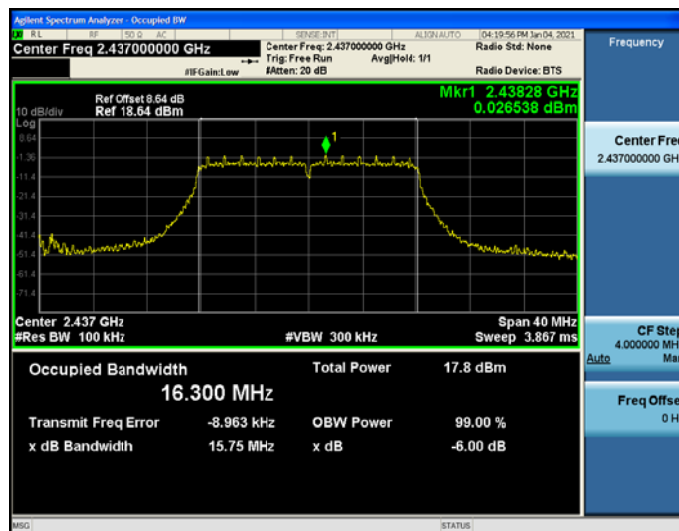 Agilent Spectrum Analyzer - Occupied BW
RL RF 50 Ω AC SENSE:INT ALIGN AUTO 04:19:56 PM Jan 04, 2021
Center Freq 2.437000000 GHz
Center Freq: 2.437000000 GHz
Radio Std: None
Trig: Free Run Avg|Hold: 1/1
#IFGain:Low #Atten: 20 dB Radio Device: BTS
Frequency
Ref Offset 8.64 dB
Mkr1 2.43828 GHz
10 dB/div Ref 18.64 dBm 0.026538 dBm
Log
8.64
-1.36
-11.4
-21.4
-31.4
-41.4
-51.4
-61.4
-71.4
1
Center 2.437 GHz Span 40 MHz
#Res BW 100 kHz #VBW 300 kHz Sweep 3.867 ms
Occupied Bandwidth Total Power 17.8 dBm
16.300 MHz
Transmit Freq Error -8.963 kHz OBW Power 99.00 %
x dB Bandwidth 15.75 MHz x dB -6.00 dB
Center Fre
2.437000000 GH
CF Step
4.000000 MH
Auto Ma
Freq Offse
0 H
MSG STATUS